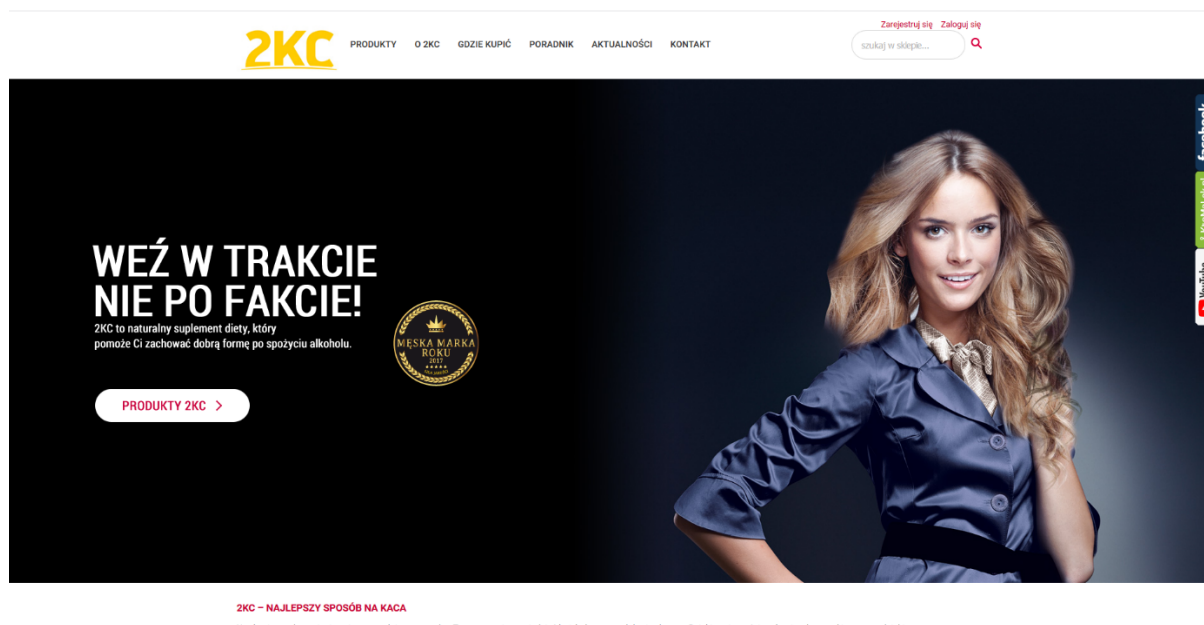 Zarejestruj się Zaloguj się
2KC
PRODUKTY O 2KC GDZIE KUPIĆ PORADNIK AKTUALNOŚCI KONTAKT
szukaj w sklepie...
facebook
YouTube
WEŹ W TRAKCIE
NIE PO FAKCIE!
2KC to naturalny suplement diety, który
pomoże Ci zachować dobrą formę po spożyciu alkoholu.
MĘSKA MARKA
ROKU
2017
PRODUKTY 2KC
2KC – NAJLEPSZY SPOSÓB NA KACA